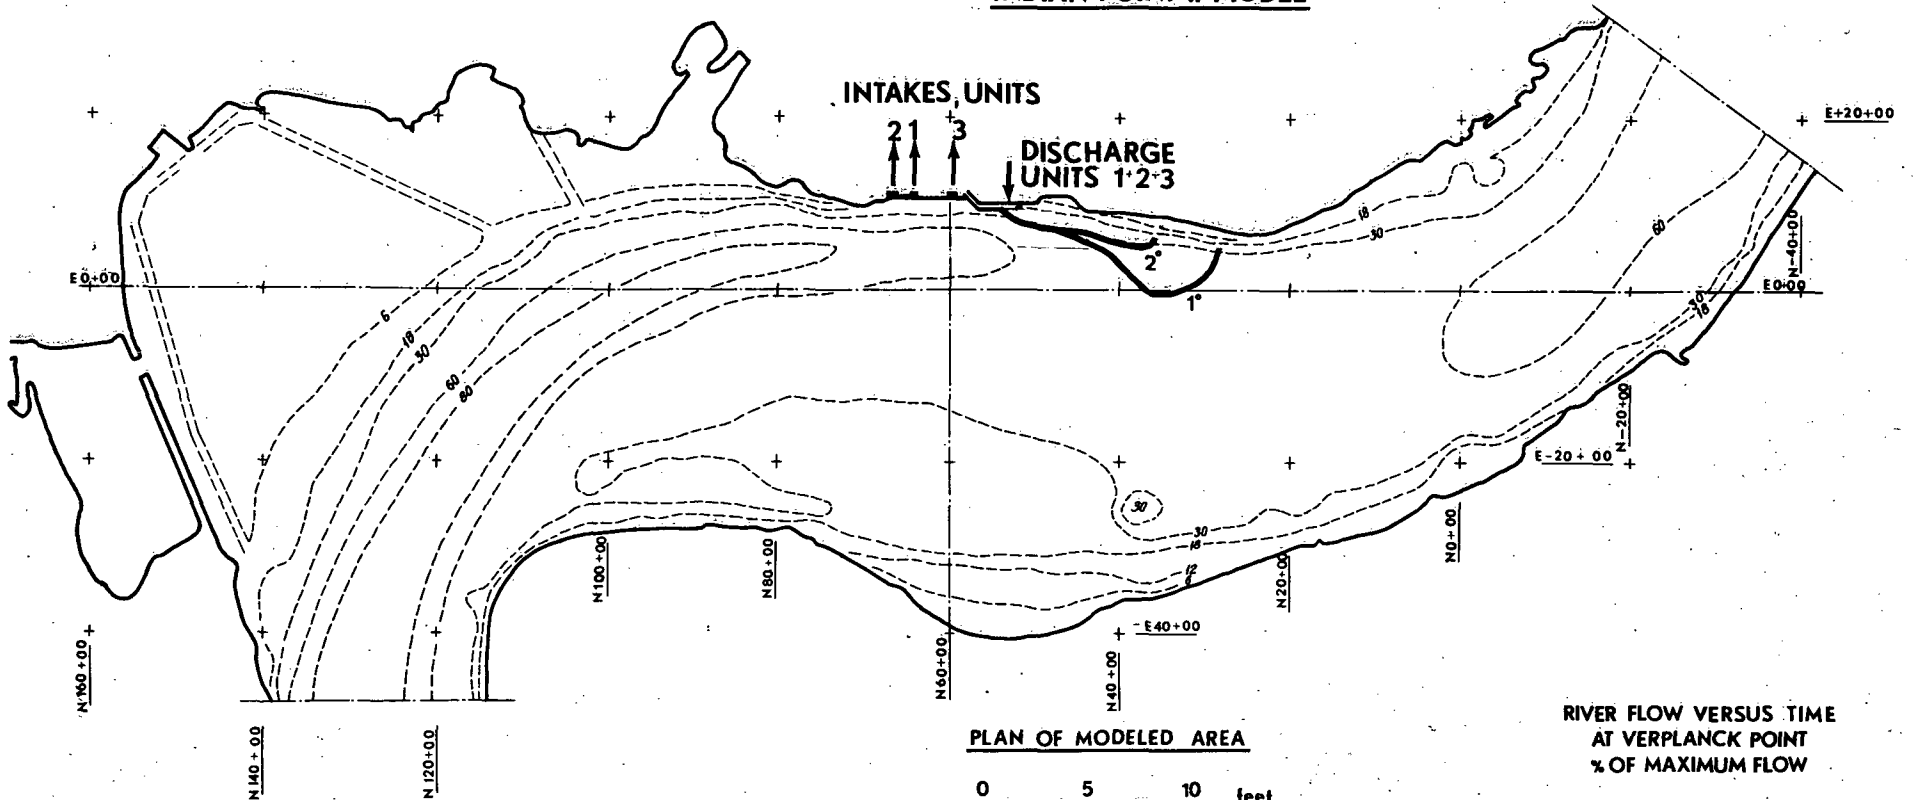 INTAKES, UNITS
2 1 3
DISCHARGE
UNITS 1+2+3
E+20+00
E0+00
E0+00
N-40+00
N-20+00
E-20+00
N0+00
N20+00
N40+00
N60+00
N80+00
N100+00
N120+00
N140+00
N160+00
-E40+00
2°
1°
6
18
30
60
80
18
30
60
30
18
30
30
18
12
6
PLAN OF MODELED AREA
0 5 10 feet
RIVER FLOW VERSUS TIME
AT VERPLANCK POINT
% OF MAXIMUM FLOW